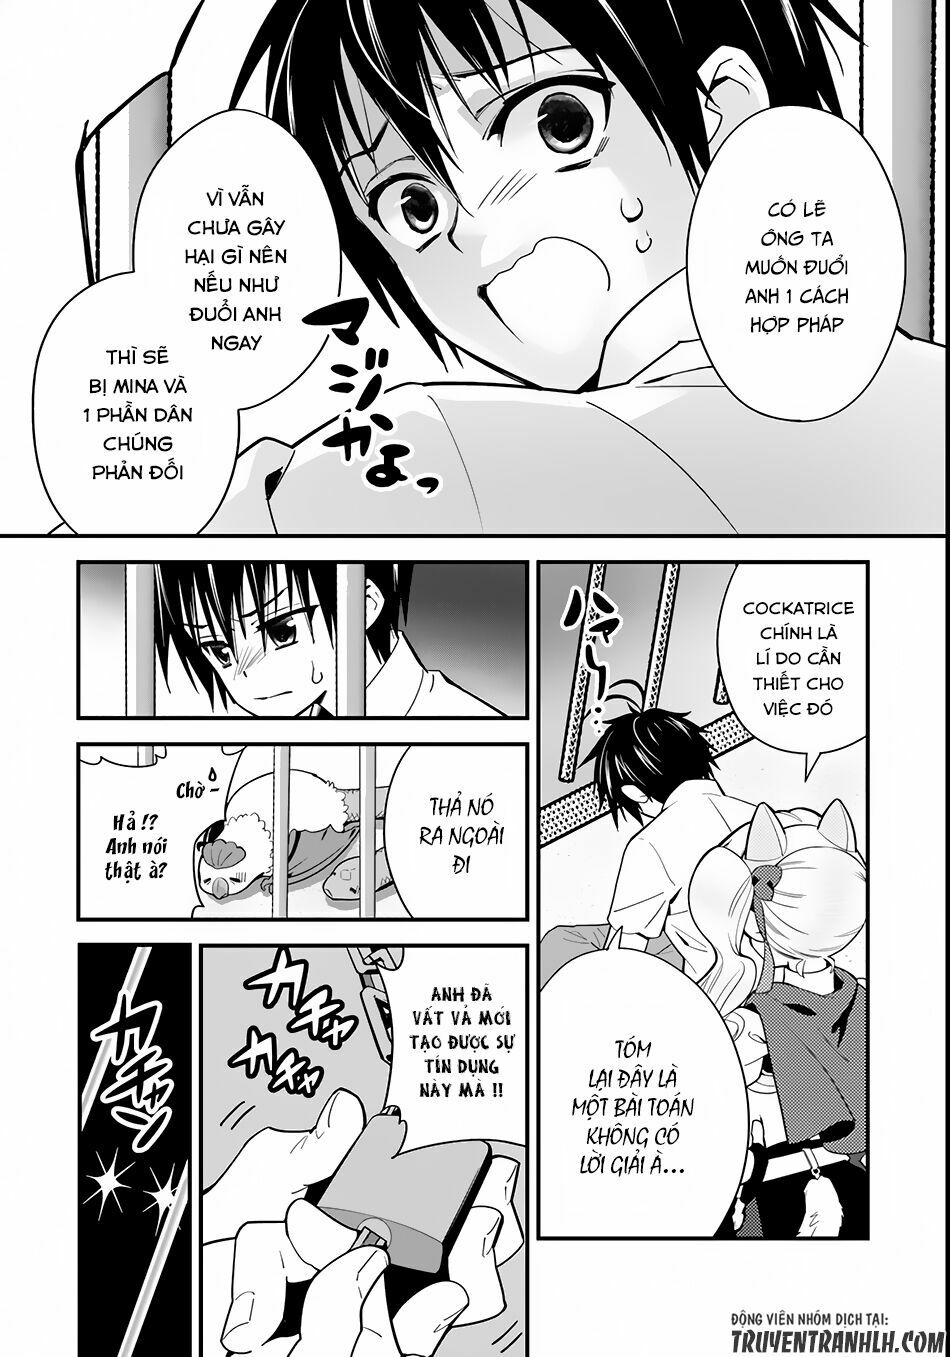 CÓ LẼ
ÔNG TA
MUỐN ĐUỔI
ANH 1 CÁCH
HỢP PHÁP
VÌ VẪN
CHƯA GÂY
HẠI GÌ NÊN
NẾU NHƯ
ĐUỔI ANH
NGAY
THÌ SẼ
BỊ MINA VÀ
1 PHẦN DÂN
CHÚNG
PHẢN ĐỐI
マジかよっ
COCKATRICE
CHÍNH LÀ
LÍ DO CẦN
THIẾT CHO
VIỆC ĐÓ
TÓM
LẠI ĐÂY LÀ
MỘT BÀI TOÁN
KHÔNG CÓ
LỜI GIẢI À...
THẢ NÓ
RA NGOÀI
ĐI
Chờ -
Hả !?
Anh nói
thật à?
ANH ĐÃ
VẤT VẢ MỚI
TẠO ĐƯỢC SỰ
TÍN DỤNG
NÀY MÀ !!
カチャ
カチャ
カチャン
ĐỘNG VIÊN NHÓM DỊCH TẠI:
TRUYENTRANHLH.COM